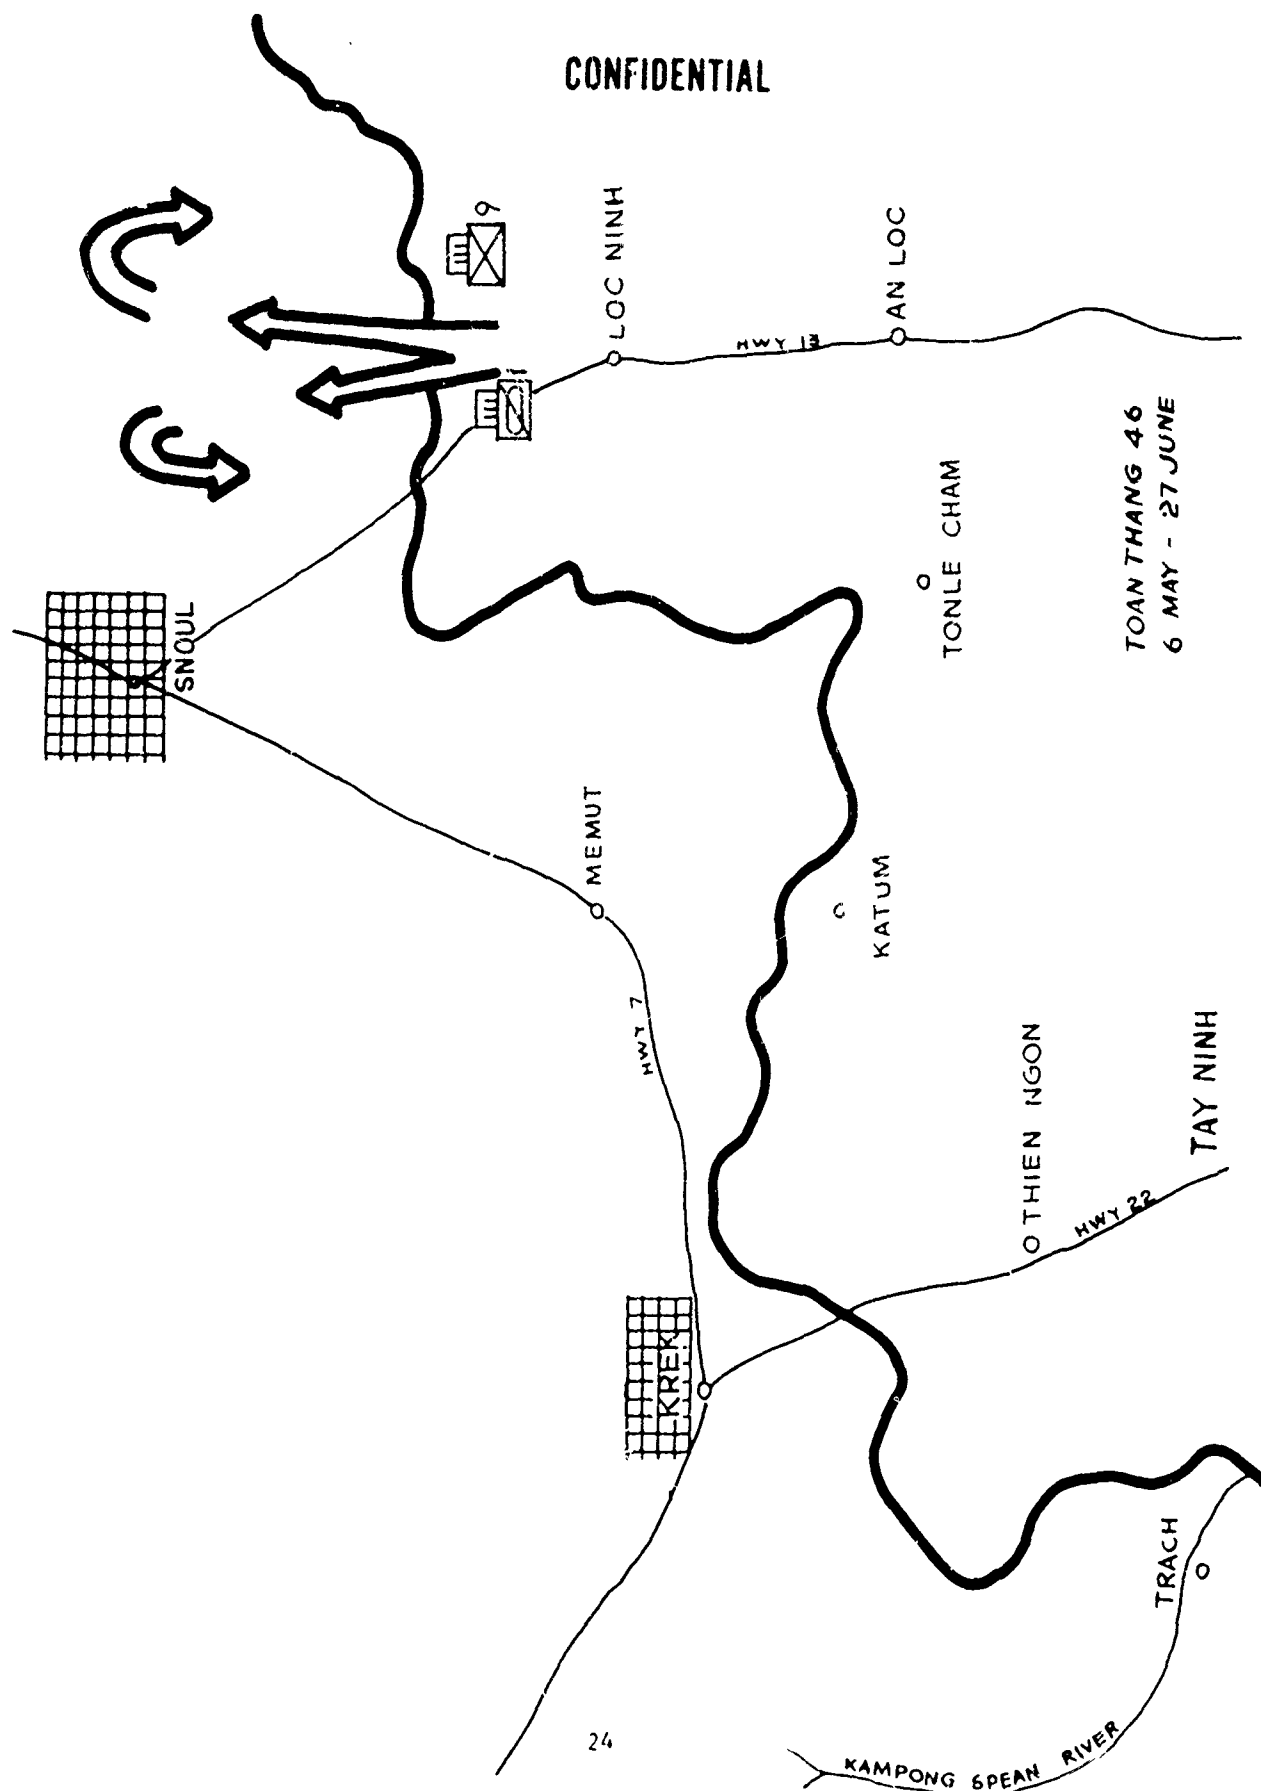 CONFIDENTIAL
9
1
LOC NINH
HWY 13
AN LOC
SNOUL
TONLE CHAM
TOAN THANG 46
6 MAY - 27 JUNE
MEMUT
KATUM
HWY 7
THIEN NGON
TAY NINH
HWY 22
KREK
TRACH
KAMPONG SPEAN RIVER
24